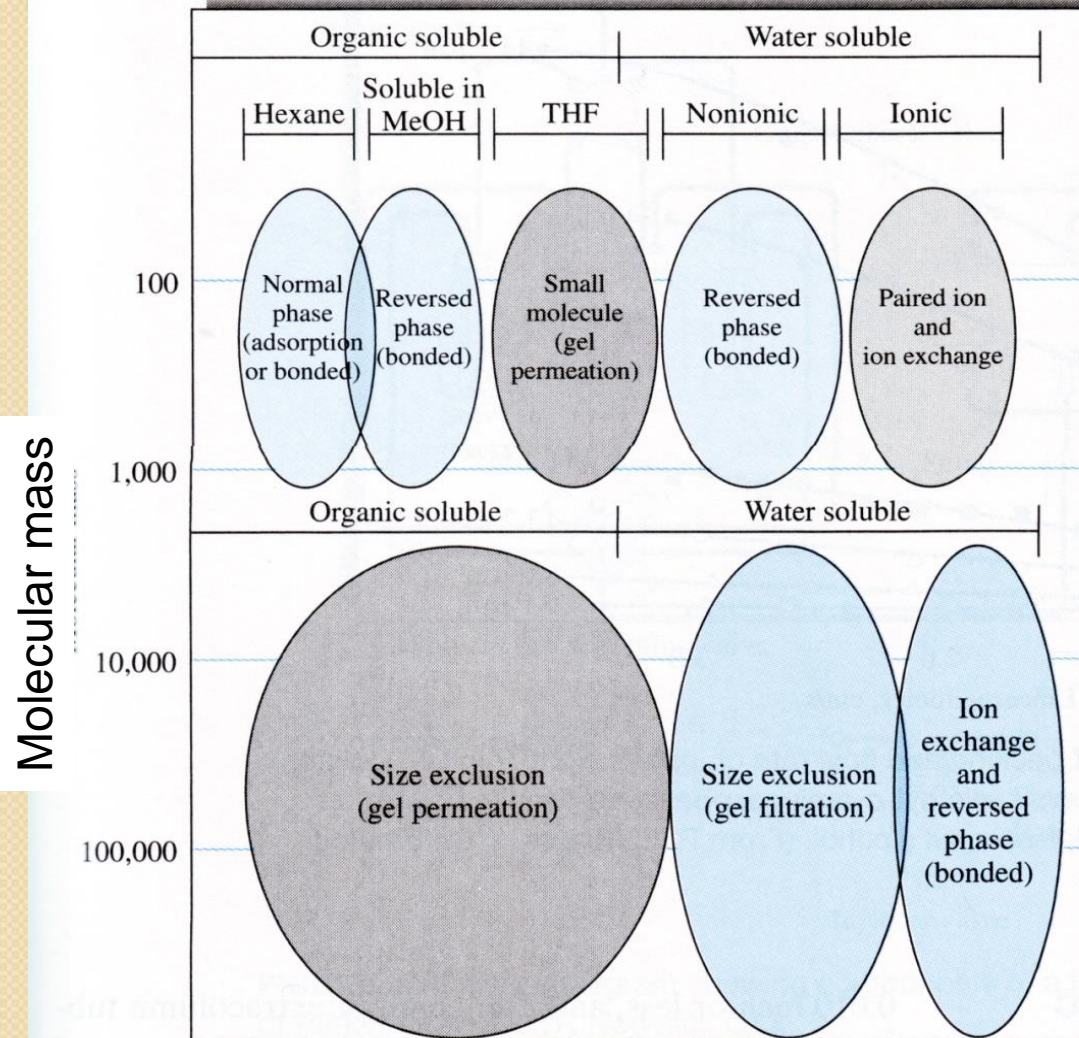 Organic soluble
Water soluble
Hexane
Soluble in
MeOH
THF
Nonionic
Ionic
100
Normal
phase
(adsorption
or bonded)
Reversed
phase
(bonded)
Small
molecule
(gel
permeation)
Reversed
phase
(bonded)
Paired ion
and
ion exchange
1,000
Organic soluble
Water soluble
Molecular mass
10,000
100,000
Size exclusion
(gel permeation)
Size exclusion
(gel filtration)
Ion
exchange
and
reversed
phase
(bonded)